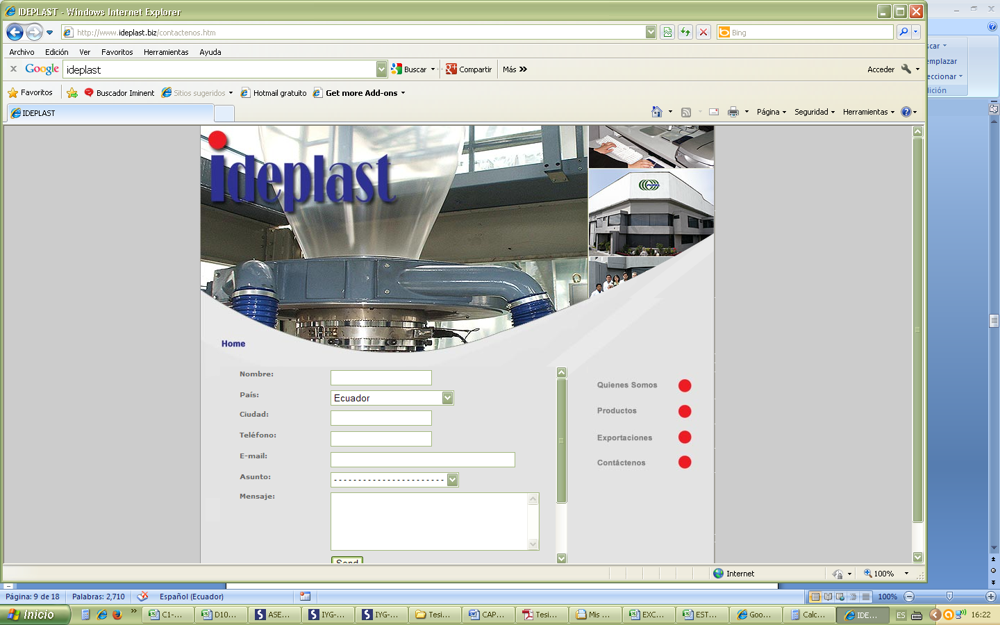 IDEPLAST - Windows Internet Explorer
http://www.ideplast.biz/contactenos.htm
Bing
Archivo Edición Ver Favoritos Herramientas Ayuda
x Google ideplast Buscar Compartir Más Acceder
Favoritos Buscador Iminent Sitios sugeridos Hotmail gratuito Get more Add-ons
IDEPLAST Página Seguridad Herramientas
scar
emplazar
eccionar
dición
ideplast
Home
Nombre:
País: Ecuador
Ciudad:
Teléfono:
E-mail:
Asunto: - - - - - - - - - - - - - - - - - - - - - - -
Mensaje:
Send
Quienes Somos
Productos
Exportaciones
Contáctenos
Internet 100%
Página: 9 de 18 Palabras: 2,710 Español (Ecuador) 100%
Inicio C1-... D10... ASE... IYG-... IYG-... Tesi... CAP... Tesi... Mis ... EXC... EST... Goo... Calc... IDE... ES 16:22